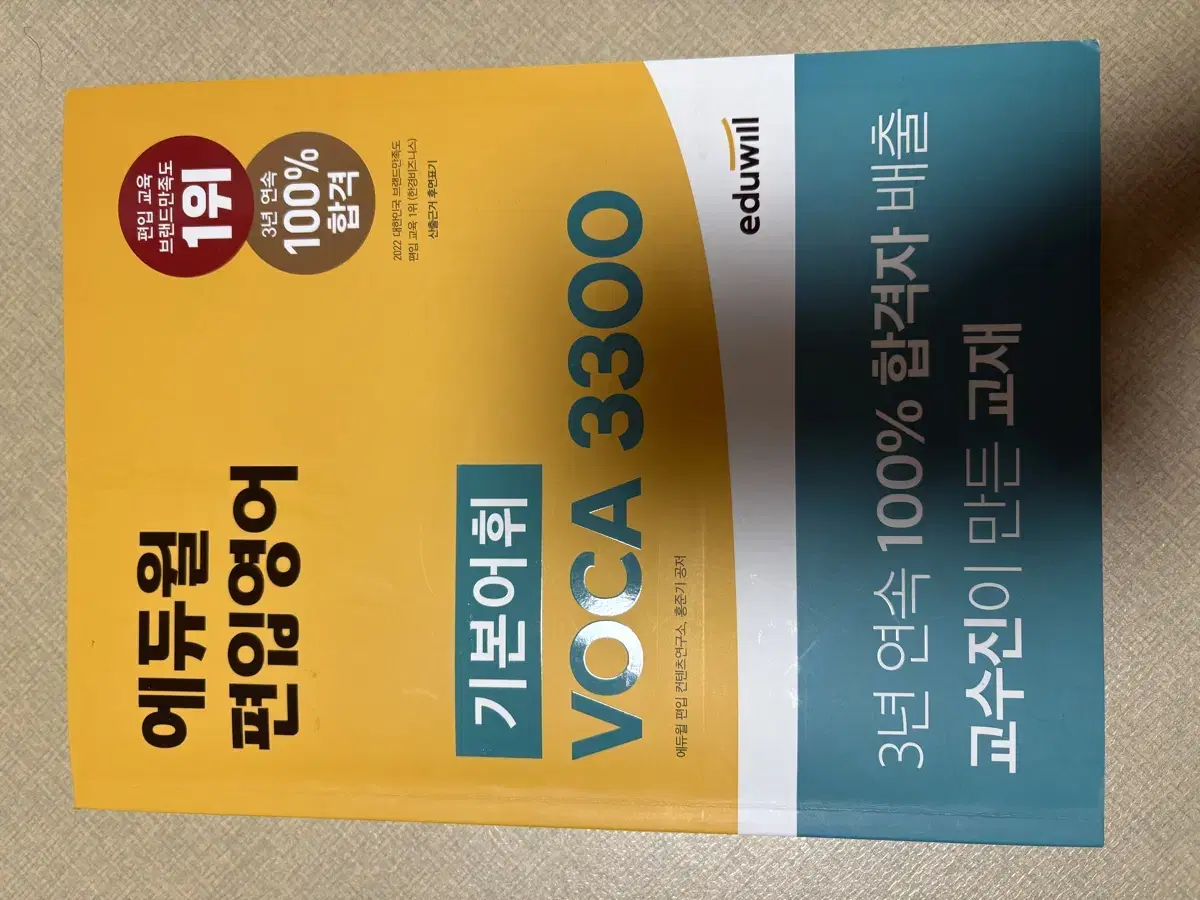 에듀윌
편입영어
편입 교육
브랜드만족도
1위
3년 연속
100%
합격
2022 대한민국 브랜드만족도
편입 교육 1위 (한경비즈니스)
산출근거 후면표기
기본어휘
VOCA 3300
에듀윌 편입 컨텐츠연구소, 홍준기 공저
eduwill
3년 연속 100% 합격자 배출
교수진이 만든 교재